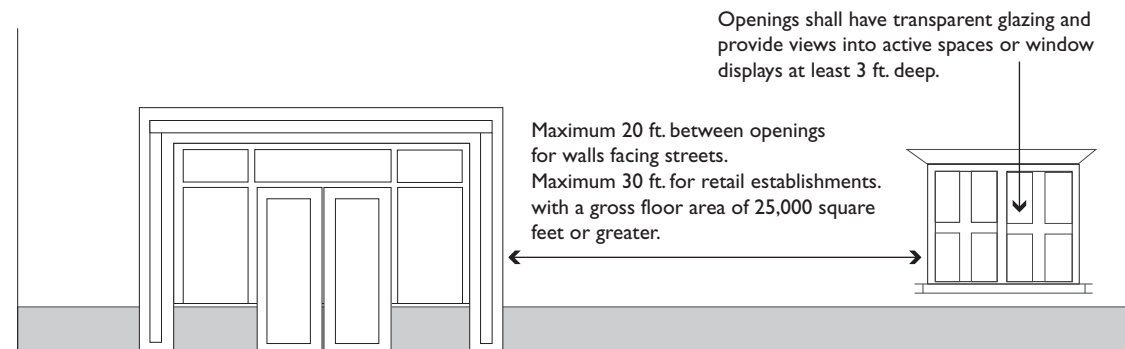 Openings shall have transparent glazing and
provide views into active spaces or window
displays at least 3 ft. deep.
Maximum 20 ft. between openings
for walls facing streets.
Maximum 30 ft. for retail establishments.
with a gross floor area of 25,000 square
feet or greater.